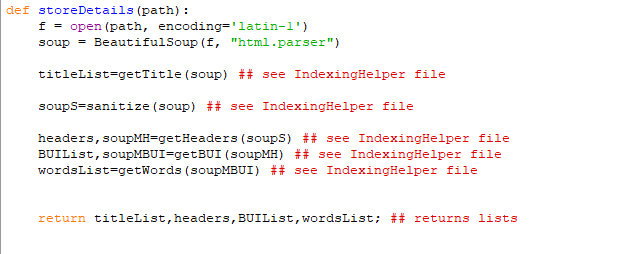 def storeDetails(path):
    f = open(path, encoding='latin-1')
    soup = BeautifulSoup(f, "html.parser")

    titleList=getTitle(soup) ## see IndexingHelper file

    soupS=sanitize(soup) ## see IndexingHelper file

    headers,soupMH=getHeaders(soupS) ## see IndexingHelper file
    BUIList,soupMBUI=getBUI(soupMH) ## see IndexingHelper file
    wordsList=getWords(soupMBUI) ## see IndexingHelper file


    return titleList,headers,BUIList,wordsList; ## returns lists